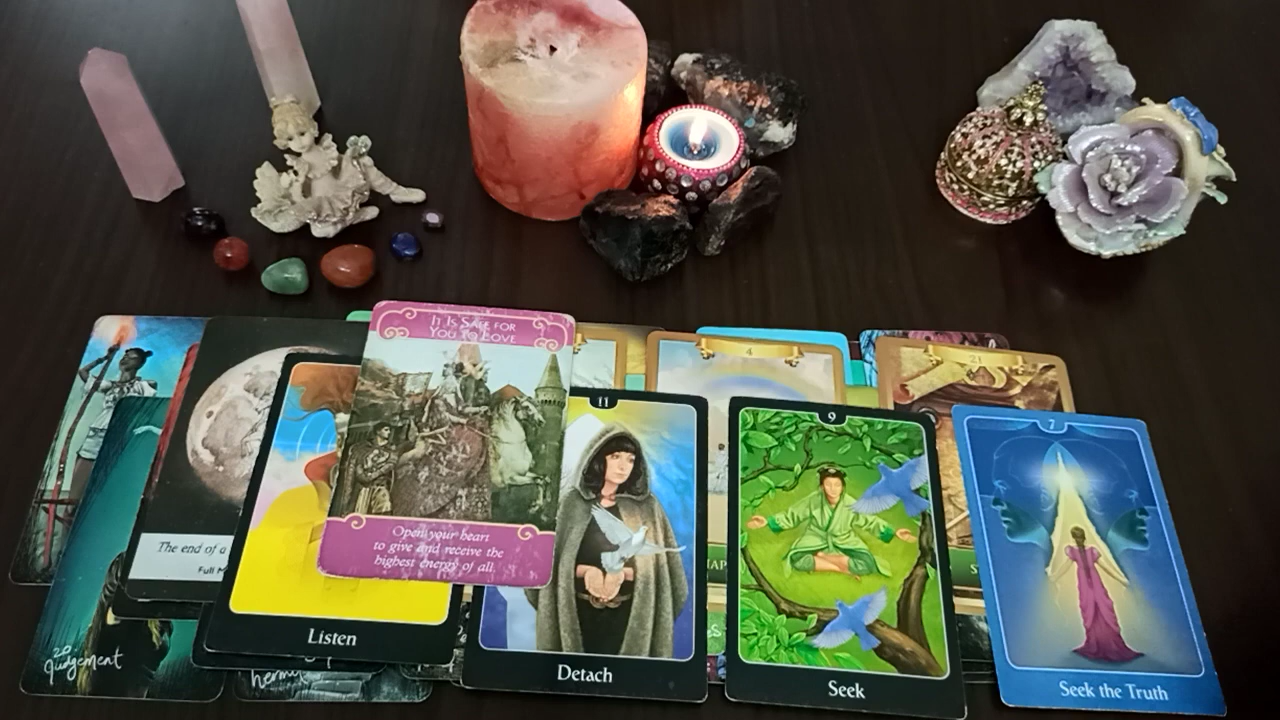 It Is Safe for
You To Love
4
21
11
9
7
Open your heart
to give and receive the
highest energy of all.
The end of a
Full
Listen
Detach
Seek
Seek the Truth
20
Judgement